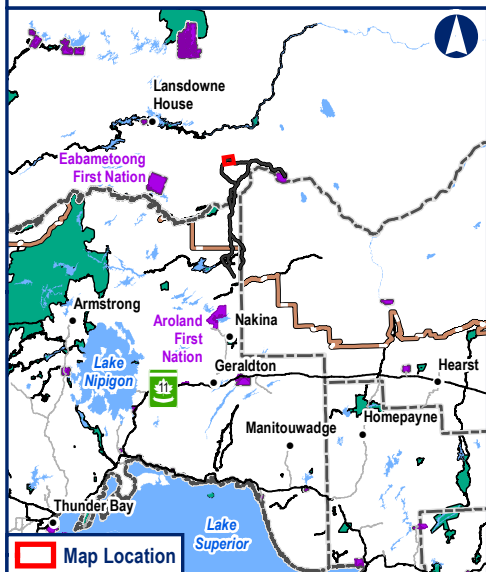 Lansdowne
House
Eabametoong
First Nation
Armstrong
Aroland
First
Nation
Nakina
Lake
Nipigon
Geraldton
11
Hearst
Manitouwadge
Homepayne
Thunder Bay
Lake
Superior
Map Location